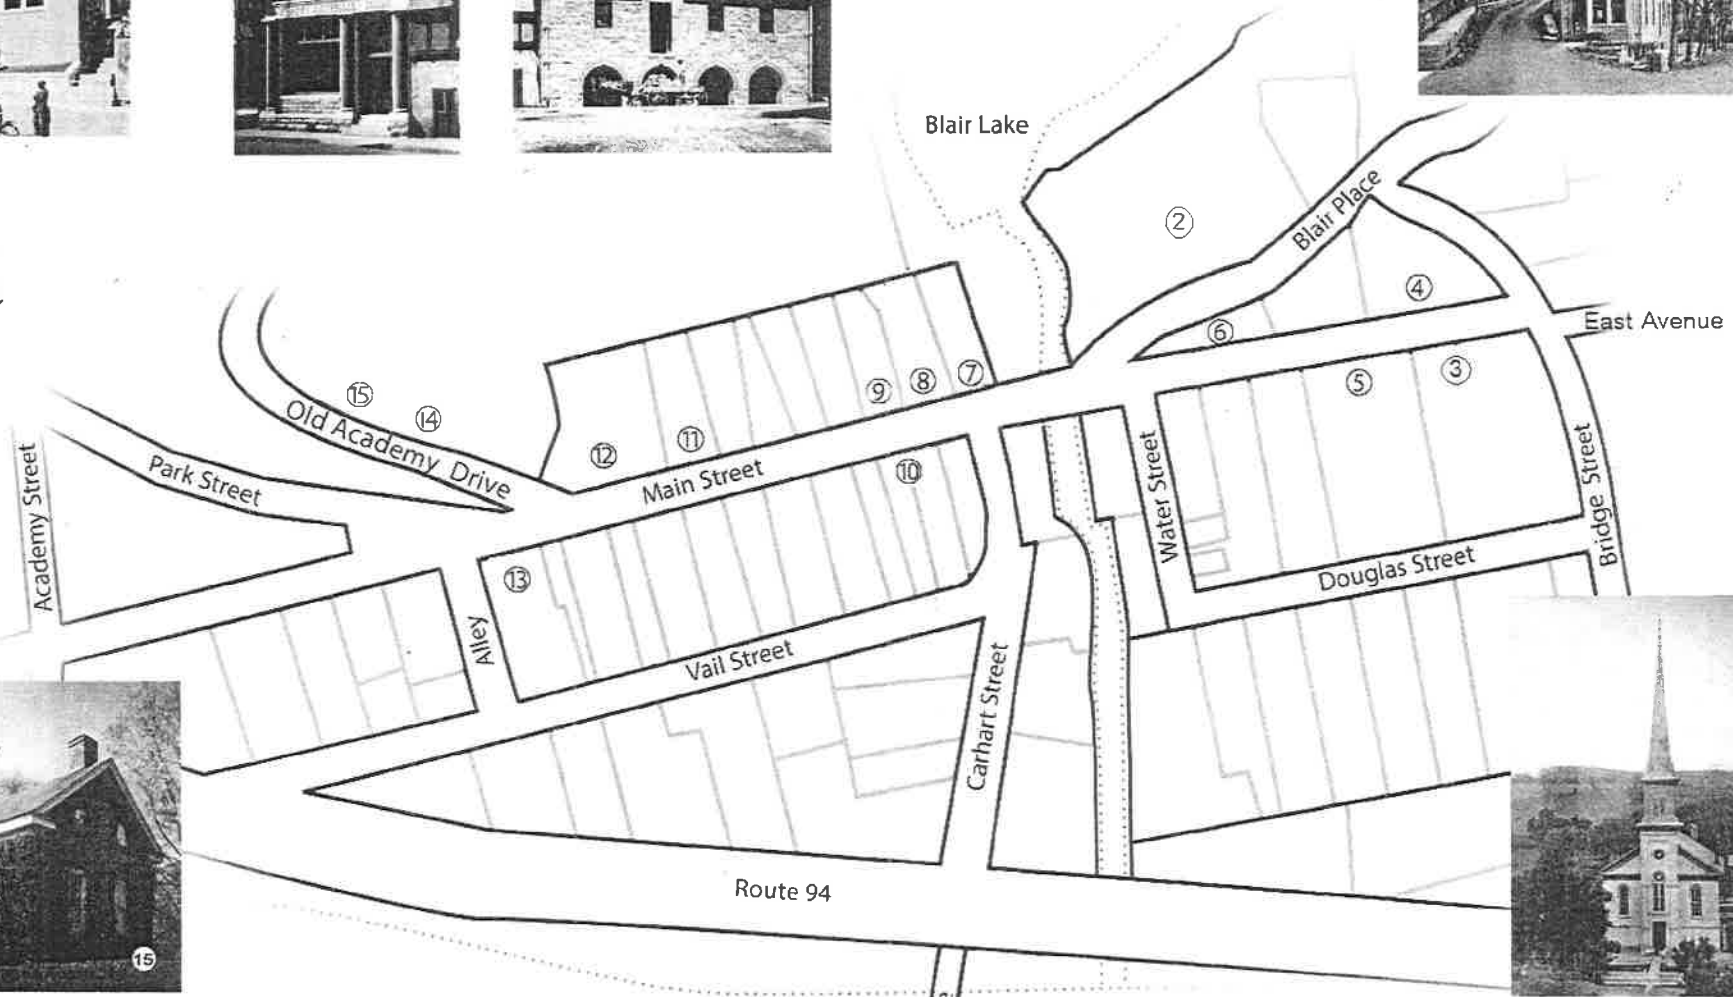 Blair Lake
②
Blair Place
④
⑥
East Avenue
⑦
⑧
⑨
③
⑤
⑮
⑭
Old Academy Drive
⑪
⑫
Main Street
⑩
Park Street
Academy Street
Water Street
Bridge Street
⑬
Douglas Street
Alley
Vail Street
Carhart Street
Route 94
15